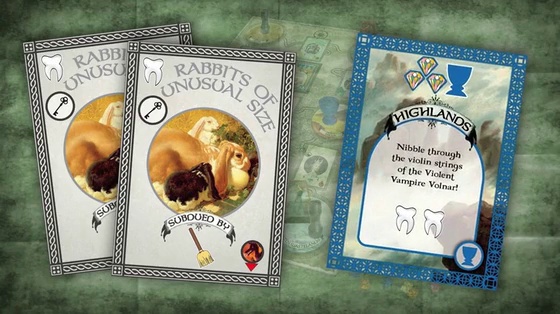 RABBITS OF
UNUSUAL SIZE
SUBDUED BY
RABBITS OF
UNUSUAL SIZE
SUBDUED BY
HIGHLANDS
Nibble through
the violin strings
of the Violent
Vampire Volnar!